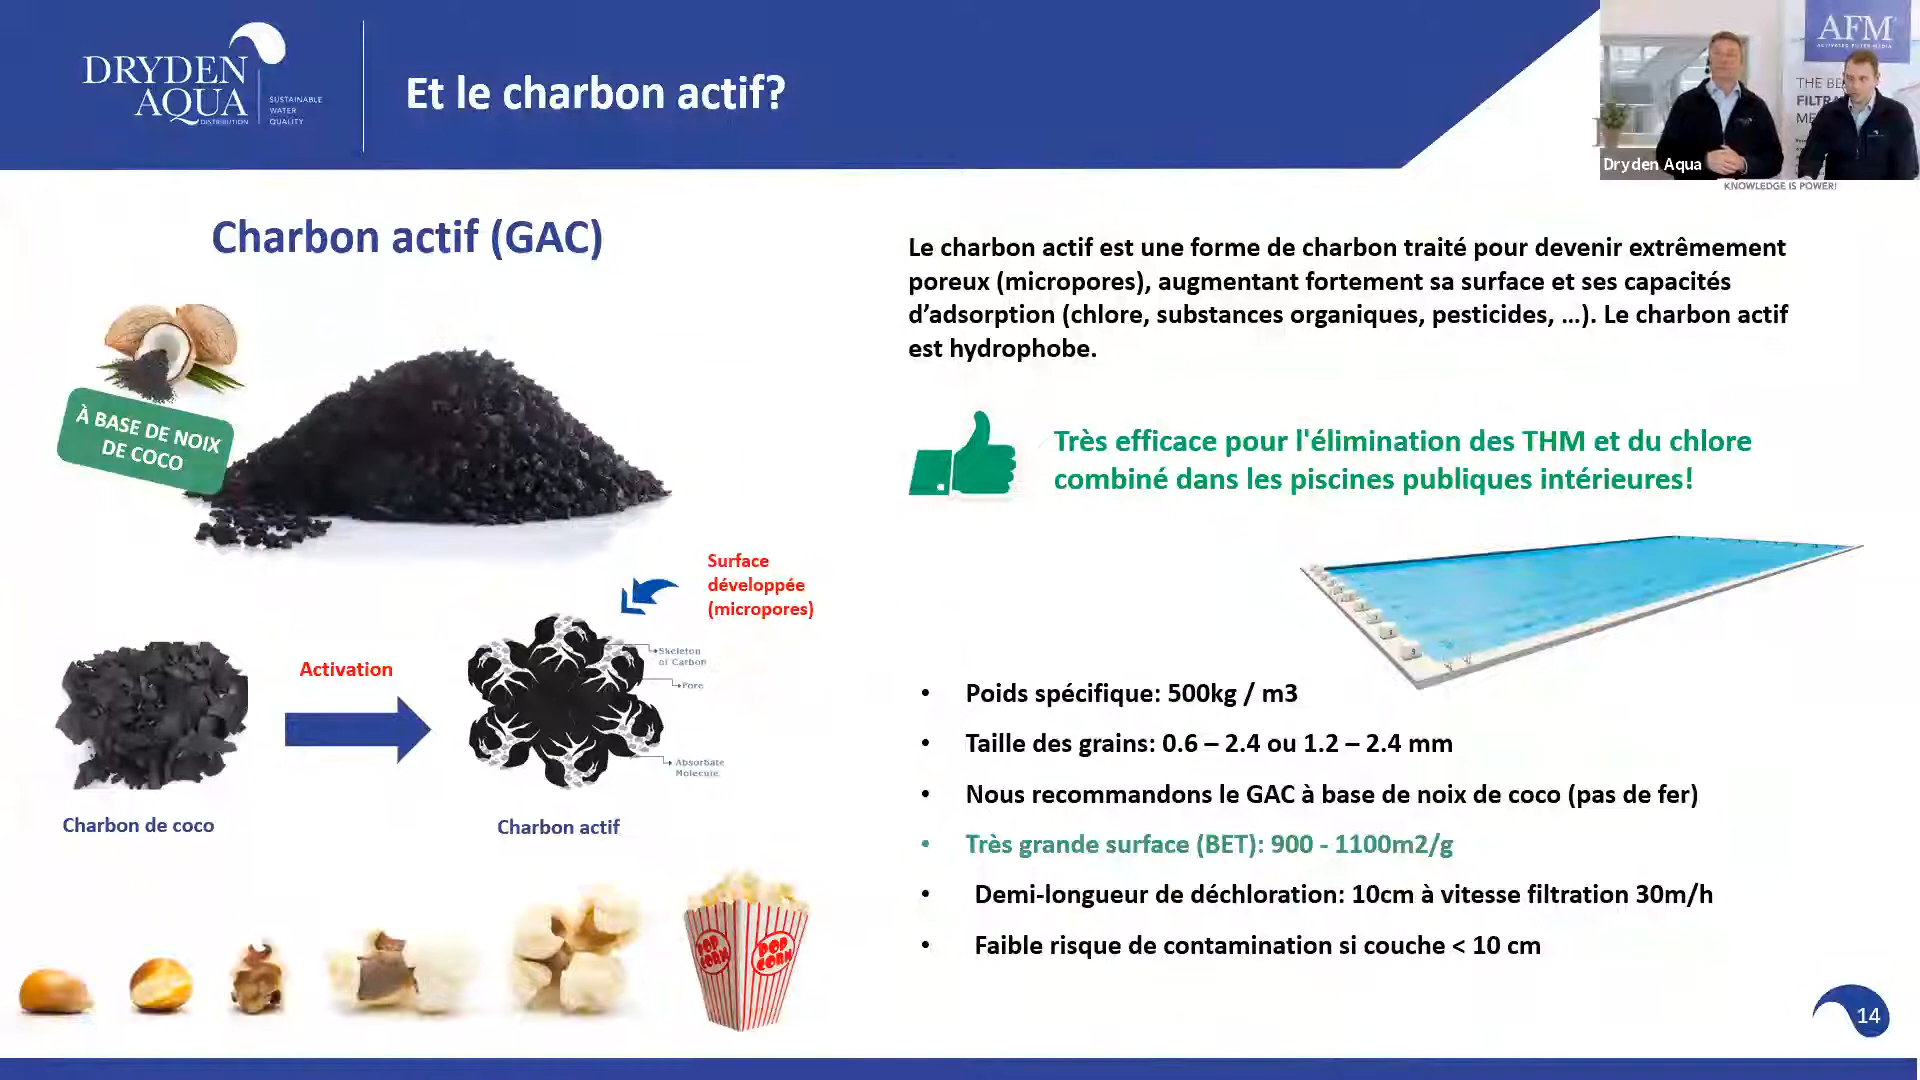 DRYDEN
AQUA
DISTRIBUTION
SUSTAINABLE
WATER
QUALITY
Et le charbon actif?
AFM
ACTIVATED FILTER MEDIA
THE BE
FILTR
ME
Dryden Aqua
KNOWLEDGE IS POWER!
Charbon actif (GAC)
À BASE DE NOIX
DE COCO
Surface
développée
(micropores)
Activation
Skeleton
of Carbon
Pore
Absorbate
Molecule
Charbon de coco
Charbon actif
POP
CORN
POP
CORN
Le charbon actif est une forme de charbon traité pour devenir extrêmement
poreux (micropores), augmentant fortement sa surface et ses capacités
d’adsorption (chlore, substances organiques, pesticides, …). Le charbon actif
est hydrophobe.
Très efficace pour l'élimination des THM et du chlore
combiné dans les piscines publiques intérieures!
• Poids spécifique: 500kg / m3
• Taille des grains: 0.6 – 2.4 ou 1.2 – 2.4 mm
• Nous recommandons le GAC à base de noix de coco (pas de fer)
• Très grande surface (BET): 900 - 1100m2/g
• Demi-longueur de déchloration: 10cm à vitesse filtration 30m/h
• Faible risque de contamination si couche < 10 cm
14